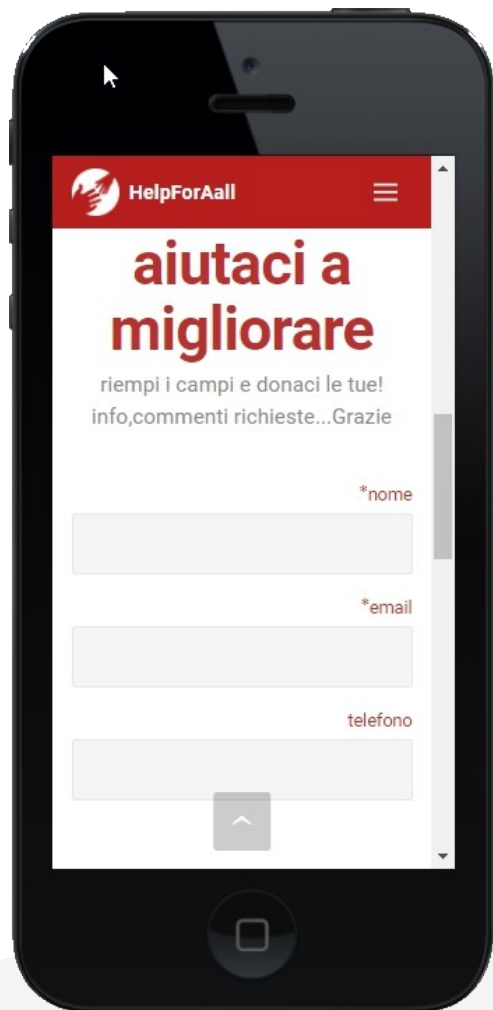 HelpForAall
aiutaci a
migliorare
riempi i campi e donaci le tue!
info,commenti richieste...Grazie
*nome
*email
telefono